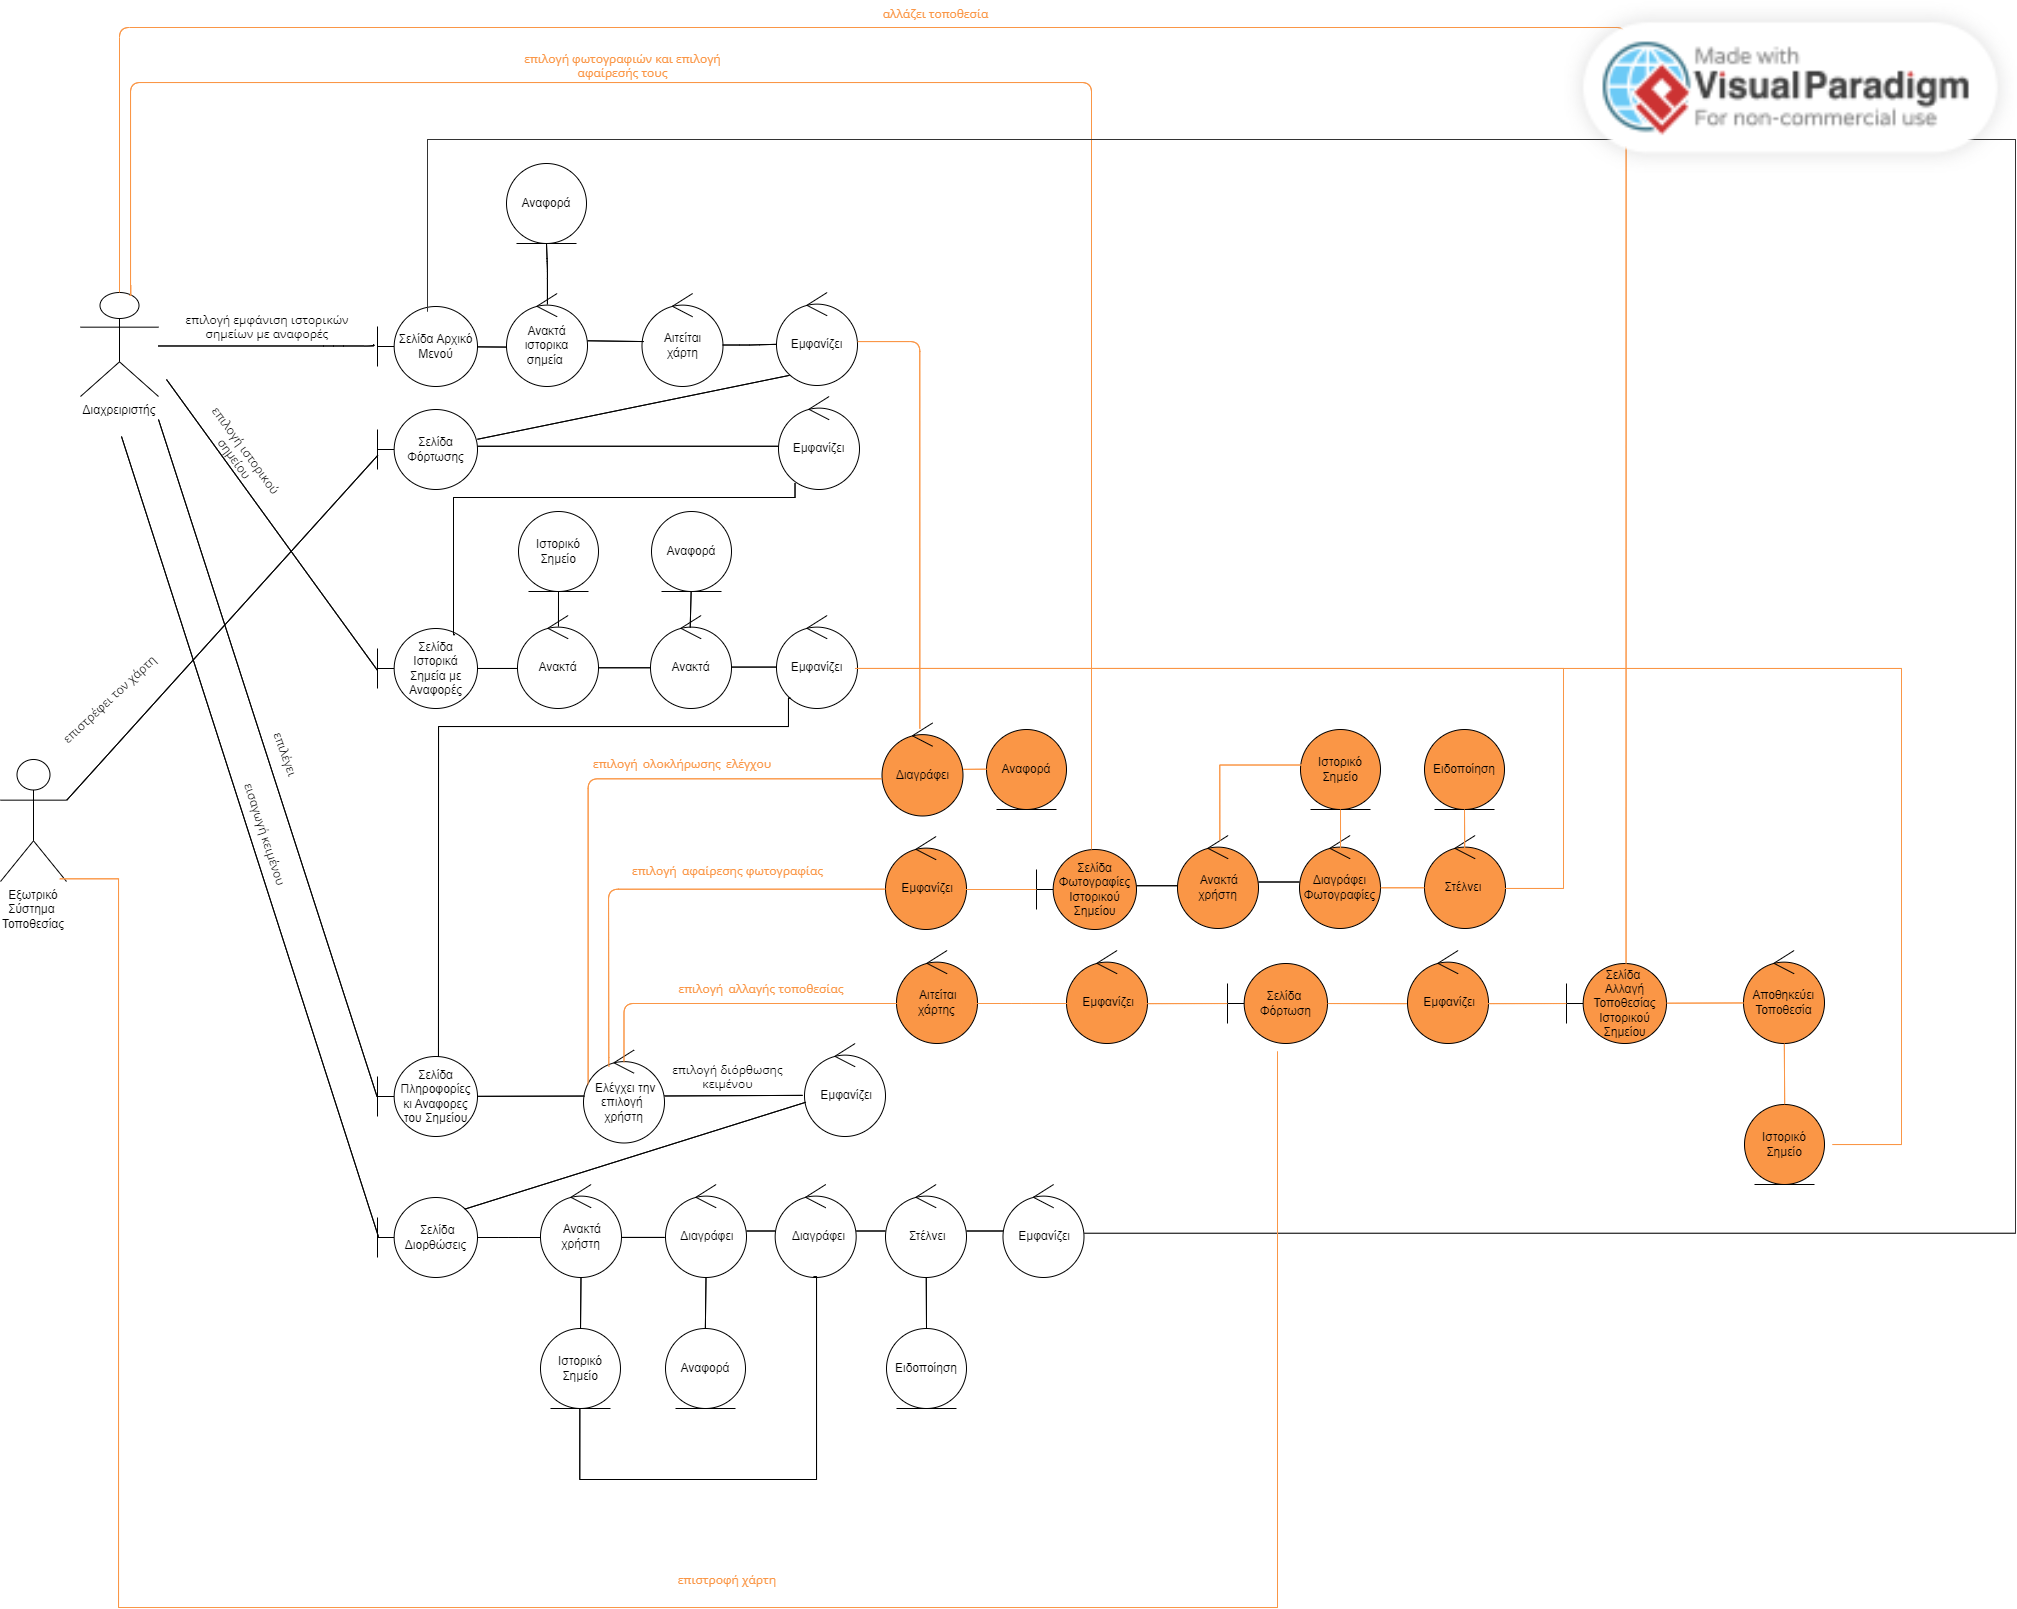 αλλάζει τοποθεσία
Made with
Visual Paradigm
For non-commercial use
επιλογή φωτογραφιών και επιλογή
αφαίρεσής τους
Αναφορά
επιλογή εμφάνιση ιστορικών
σημείων με αναφορές
Σελίδα Αρχικό
Μενού
Ανακτά
ιστορικα
σημεία
Αιτείται
χάρτη
Εμφανίζει
Διαχρειριστής
επιλογή ιστορικού
σημείου
Σελίδα
Φόρτωσης
Εμφανίζει
Ιστορικό
Σημείο
Αναφορά
Σελίδα
Ιστορικά
Σημεία με
Αναφορές
Ανακτά
Ανακτά
Εμφανίζει
επιστρέφει τον χάρτη
επιλέγει
εισαγωγή κειμένου
επιλογή ολοκλήρωσης ελέγχου
Διαγράφει
Αναφορά
Ιστορικό
Σημείο
Ειδοποίηση
Εξωτρικό
Σύστημα
Τοποθεσίας
επιλογή αφαίρεσης φωτογραφίας
Εμφανίζει
Σελίδα
Φωτογραφίες
Ιστορικού
Σημείου
Ανακτά
χρήστη
Διαγράφει
Φωτογραφίες
Στέλνει
επιλογή αλλαγής τοποθεσίας
Αιτείται
χάρτης
Εμφανίζει
Σελίδα
Φόρτωση
Εμφανίζει
Σελίδα
Αλλαγή
Τοποθεσίας
Ιστορικού
Σημείου
Αποθηκεύει
Τοποθεσία
Σελίδα
Πληροφορίες
κι Αναφορες
του Σημείου
Ελέγχει την
επιλογή
χρήστη
επιλογή διόρθωσης
κειμένου
Εμφανίζει
Ιστορικό
Σημείο
Σελίδα
Διορθώσεις
Ανακτά
χρήστη
Διαγράφει
Διαγράφει
Στέλνει
Εμφανίζει
Ιστορικό
Σημείο
Αναφορά
Ειδοποίηση
επιστροφή χάρτη